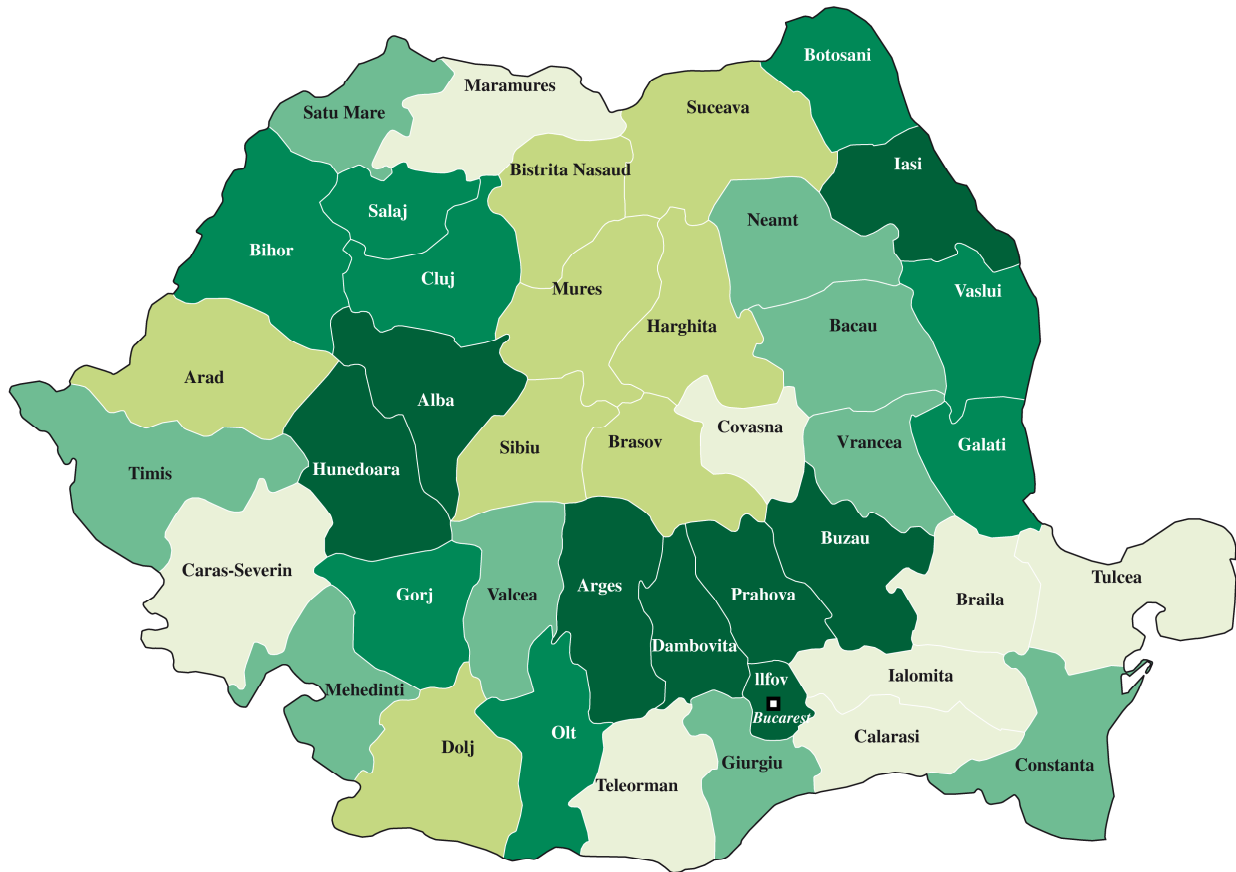 Botosani
Maramures
Suceava
Satu Mare
Iasi
Bistrita Nasaud
Salaj
Neamt
Bihor
Cluj
Mures
Vaslui
Harghita
Bacau
Arad
Alba
Covasna
Brasov
Vrancea
Galati
Sibiu
Hunedoara
Timis
Buzau
Caras-Severin
Tulcea
Arges
Gorj
Valcea
Prahova
Braila
Dambovita
Ialomita
Ilfov
Mehedinti
Bucarest
Olt
Calarasi
Dolj
Giurgiu
Constanta
Teleorman